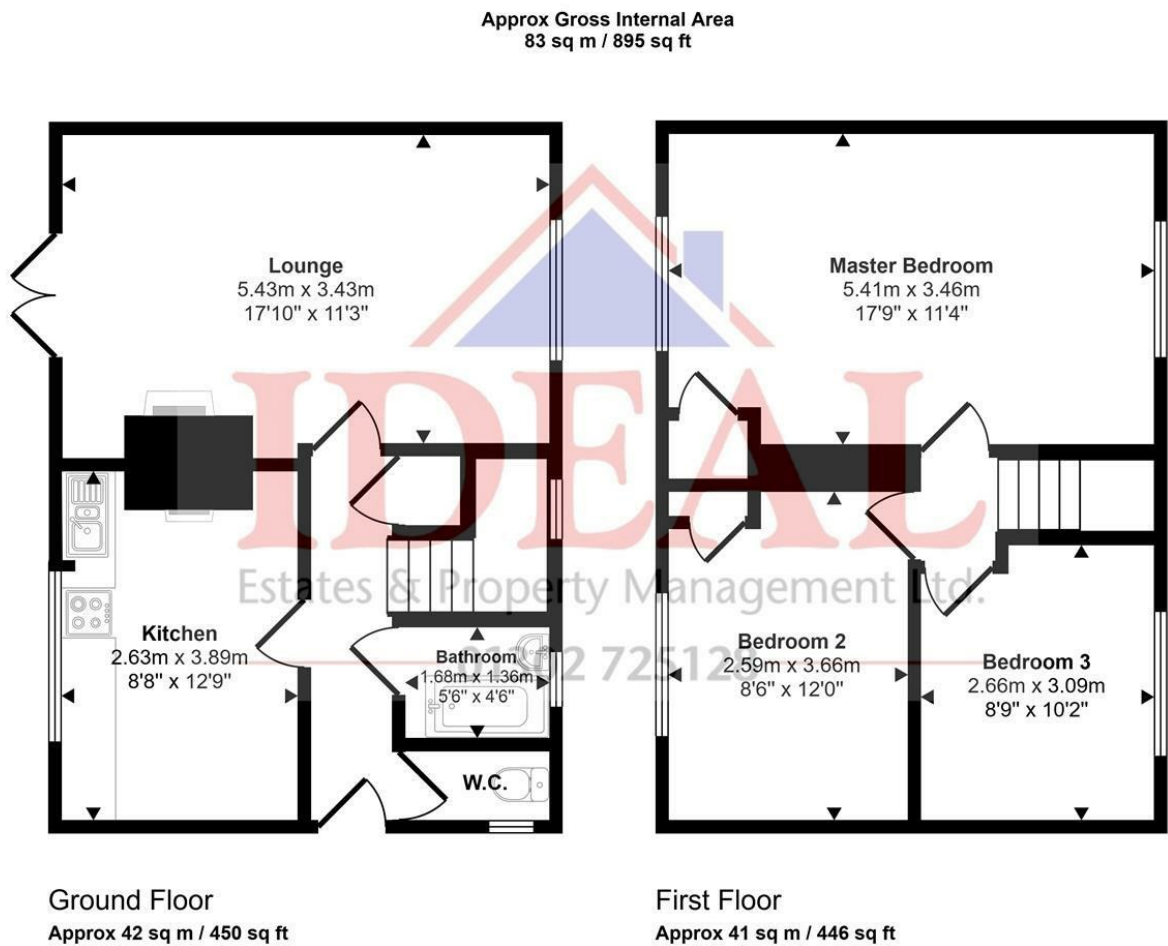 Approx Gross Internal Area
83 sq m / 895 sq ft
Lounge
5.43m x 3.43m
17'10" x 11'3"
Master Bedroom
5.41m x 3.46m
17'9" x 11'4"
IDEAL
Estates & Property Management Ltd.
725128
Kitchen
2.63m x 3.89m
8'8" x 12'9"
Bathroom
1.68m x 1.36m
5'6" x 4'6"
W.C.
Bedroom 2
2.59m x 3.66m
8'6" x 12'0"
Bedroom 3
2.66m x 3.09m
8'9" x 10'2"
Ground Floor
Approx 42 sq m / 450 sq ft
First Floor
Approx 41 sq m / 446 sq ft